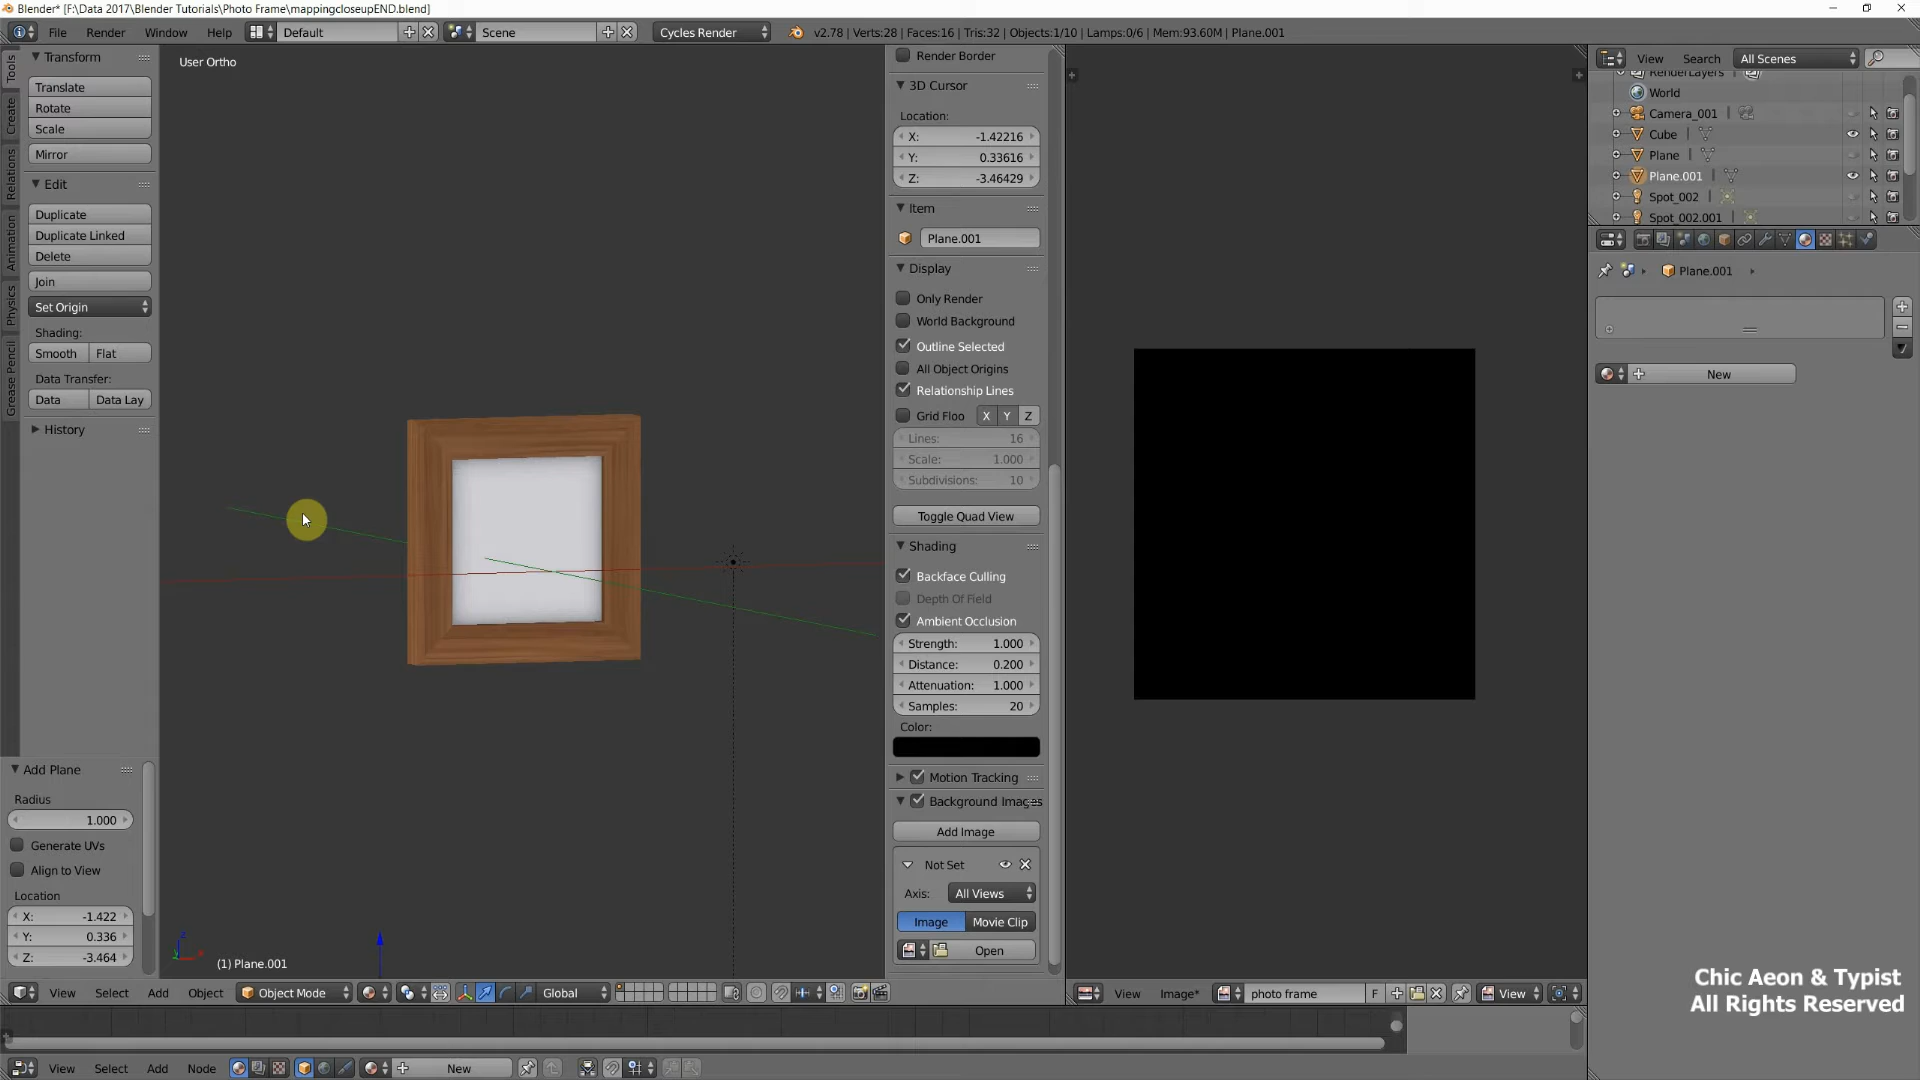 Blender* [F:\Data 2017\Blender Tutorials\Photo Frame\mappingcloseupEND.blend]
File Render Window Help Default Scene Cycles Render v2.78 | Verts:28 | Faces:16 | Tris:32 | Objects:1/10 | Lamps:0/6 | Mem:93.60M | Plane.001
Tools
Create
Relations
Animation
Physics
Grease Pencil
Transform
Translate
Rotate
Scale
Mirror
Edit
Duplicate
Duplicate Linked
Delete
Join
Set Origin
Shading:
Smooth Flat
Data Transfer:
Data Data Lay
History
Add Plane
Radius
1.000
Generate UVs
Align to View
Location
X: -1.422
Y: 0.336
Z: -3.464
User Ortho
(1) Plane.001
Render Border
3D Cursor
Location:
X: -1.42216
Y: 0.33616
Z: -3.46429
Item
Plane.001
Display
Only Render
World Background
Outline Selected
All Object Origins
Relationship Lines
Grid Floo X Y Z
Lines: 16
Scale: 1.000
Subdivisions: 10
Toggle Quad View
Shading
Backface Culling
Depth Of Field
Ambient Occlusion
Strength: 1.000
Distance: 0.200
Attenuation: 1.000
Samples: 20
Color:
Motion Tracking
Background Images
Add Image
Not Set
Axis: All Views
Image Movie Clip
Open
View Search All Scenes
RenderLayers
World
Camera_001
Cube
Plane
Plane.001
Spot_002
Spot_002.001
Plane.001
New
Chic Aeon & Typist
All Rights Reserved
View Select Add Object Object Mode Global
View Image* photo frame F View
View Select Add Node New